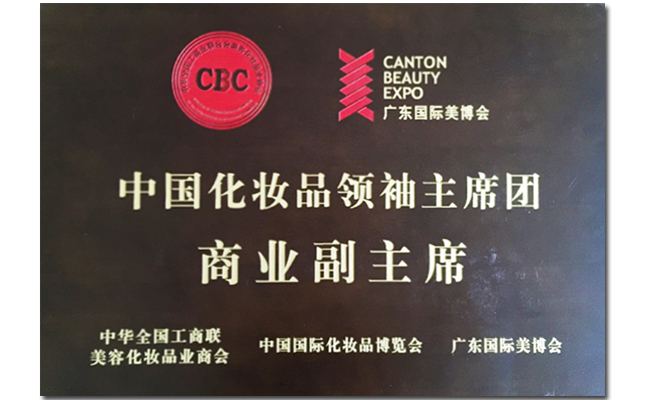 CBC
CANTON
BEAUTY
EXPO
广东国际美博会
中国化妆品领袖主席团
商业副主席
中华全国工商联
美容化妆品业商会
中国国际化妆品博览会
广东国际美博会